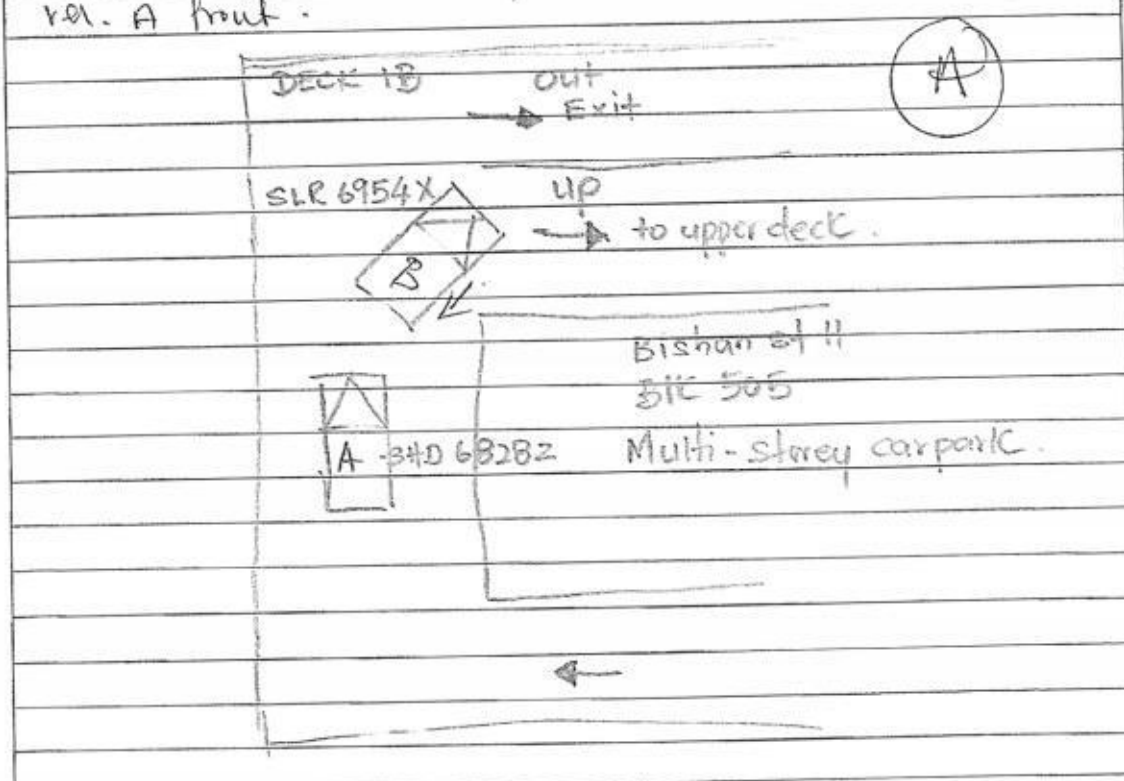 veh. A front.
DECK 1B out
Exit
A
SLR 6954X up
to upper deck.
B
Bishan st 11
Blk 505
A - SHD 6828Z Multi-storey carpark.